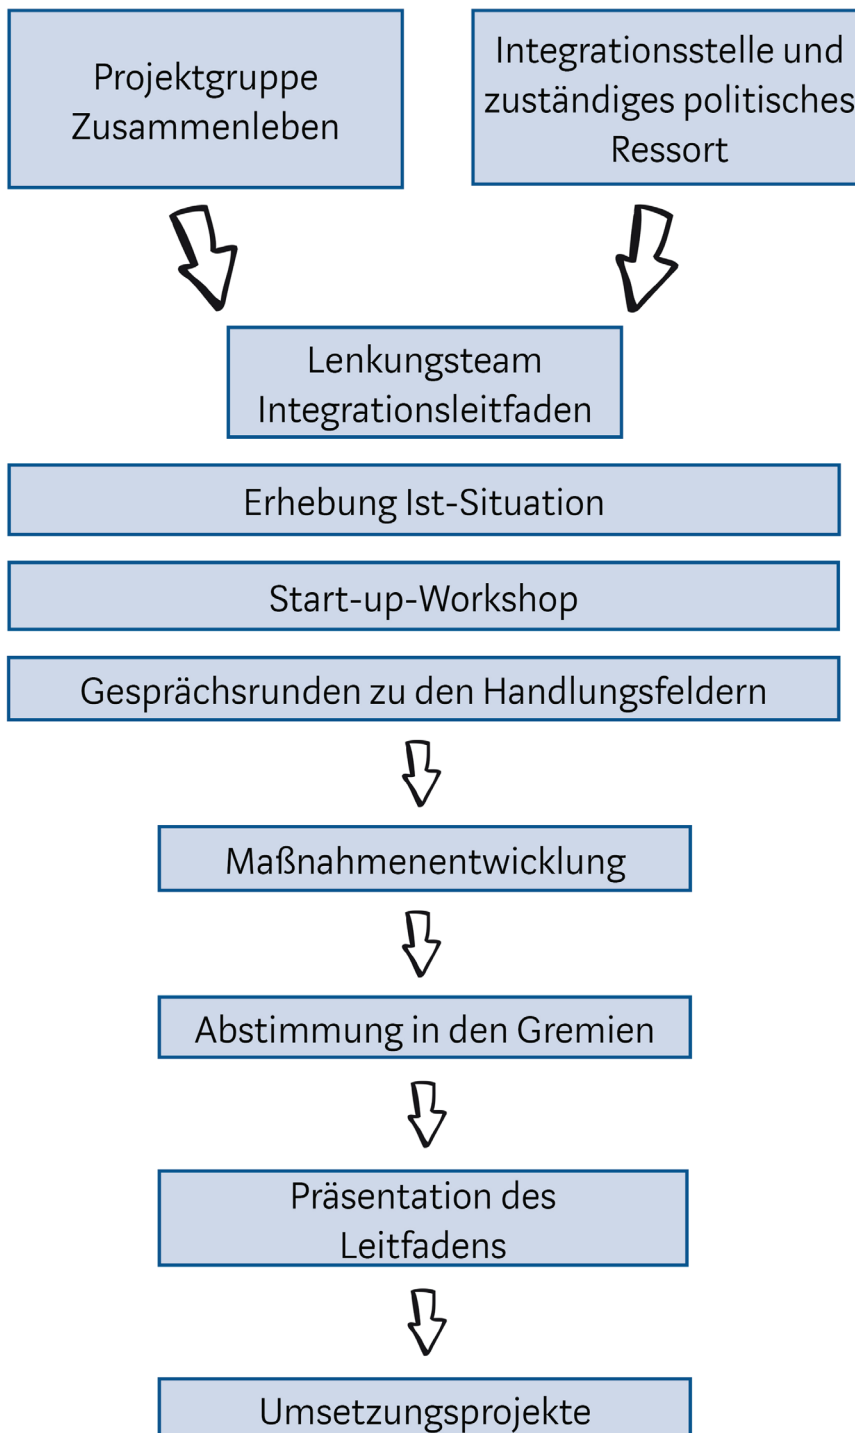 Projektgruppe
Zusammenleben
Integrationsstelle und
zuständiges politisches
Ressort
Lenkungsteam
Integrationsleitfaden
Erhebung Ist-Situation
Start-up-Workshop
Gesprächsrunden zu den Handlungsfeldern
Maßnahmenentwicklung
Abstimmung in den Gremien
Präsentation des
Leitfadens
Umsetzungsprojekte